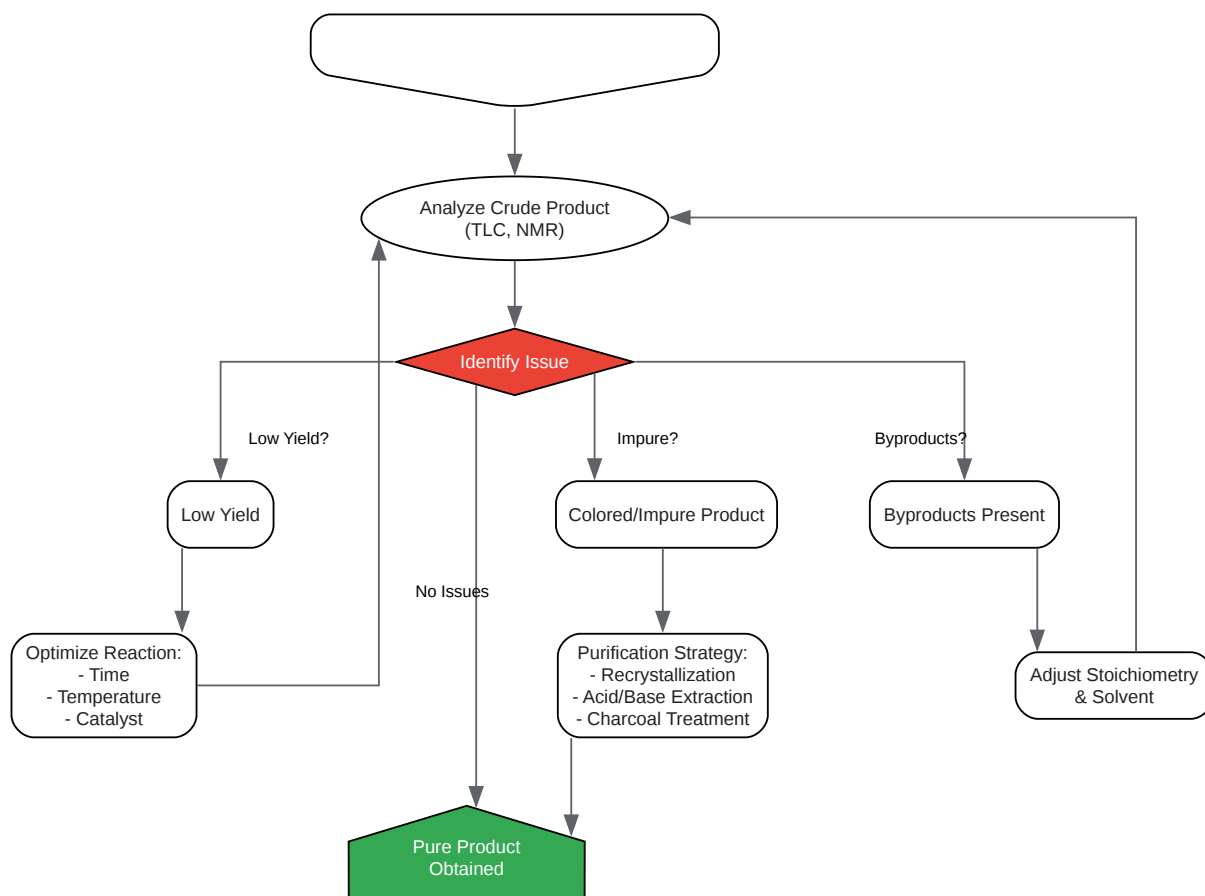 Analyze Crude Product
(TLC, NMR)
Identify Issue
Low Yield?
Impure?
Byproducts?
Low Yield
Colored/Impure Product
Byproducts Present
No Issues
Optimize Reaction:
- Time
- Temperature
- Catalyst
Purification Strategy:
- Recrystallization
- Acid/Base Extraction
- Charcoal Treatment
Adjust Stoichiometry
& Solvent
Pure Product
Obtained